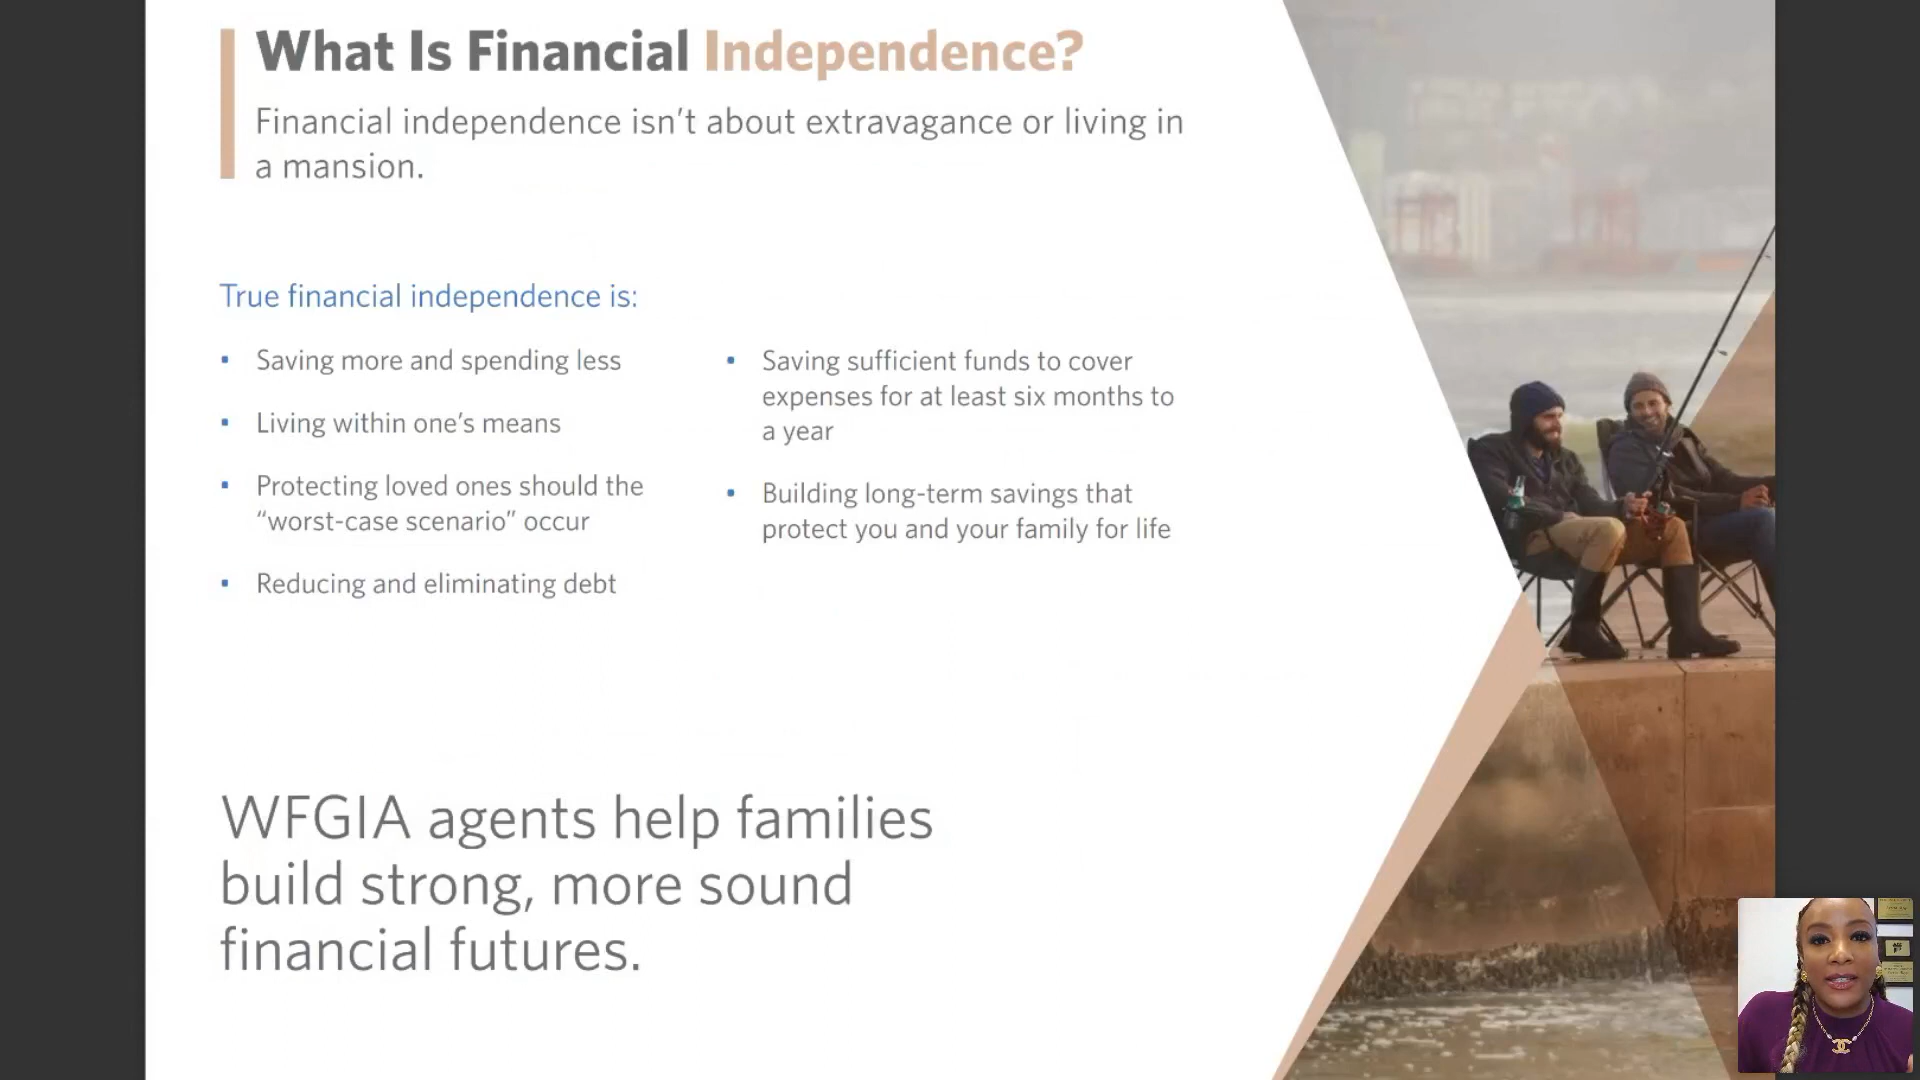 What Is Financial Independence?
Financial independence isn’t about extravagance or living in
a mansion.
True financial independence is:
▪ Saving more and spending less
▪ Living within one’s means
▪ Protecting loved ones should the
“worst-case scenario” occur
▪ Reducing and eliminating debt
• Saving sufficient funds to cover
expenses for at least six months to
a year
• Building long-term savings that
protect you and your family for life
WFGIA agents help families
build strong, more sound
financial futures.